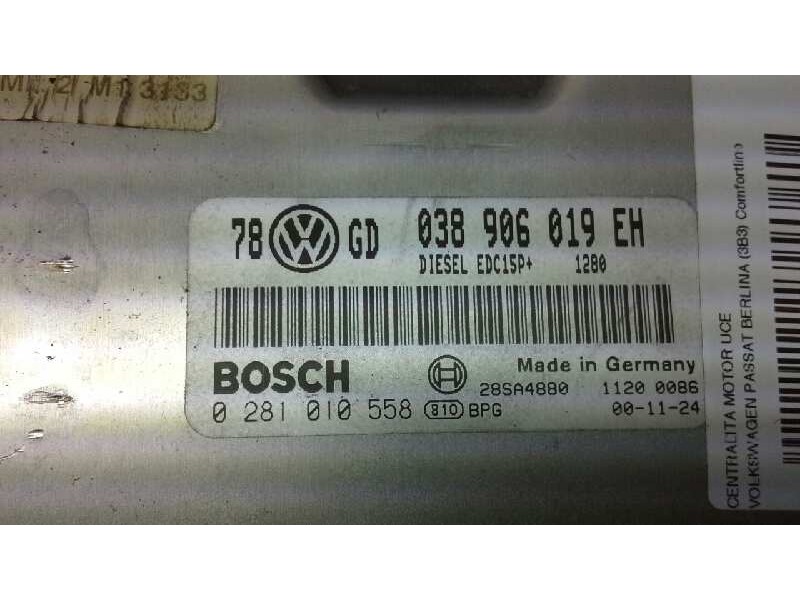 78 VW GD 038 906 019 EH
DIESEL EDC15P+ 1280
BOSCH
Made in Germany
28SA4880 1120 0086
0 281 010 558 810 BPG 00-11-24
CENTRALITA MOTOR UCE
VOLKSWAGEN PASSAT BERLINA (3B3) Comfortline